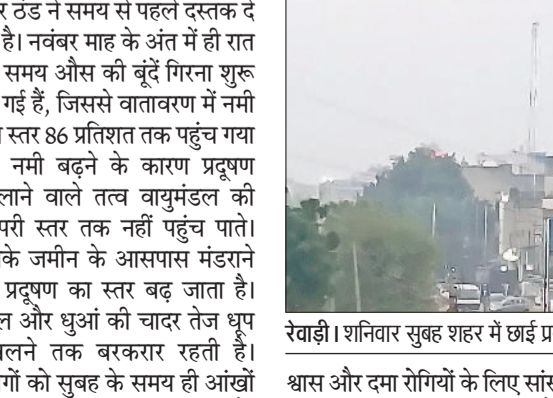 ठंड ने समय से पहले दस्तक दे
है। नवंबर माह के अंत में ही रात
समय औस की बूंदें गिरना शुरू
गई हैं, जिससे वातावरण में नमी
स्तर 86 प्रतिशत तक पहुंच गया
नमी बढ़ने के कारण प्रदूषण
लाने वाले तत्व वायुमंडल की
परी स्तर तक नहीं पहुंच पाते।
के जमीन के आसपास मंडराने
प्रदूषण का स्तर बढ़ जाता है।
और धुआं की चादर तेज धूप
तक बरकरार रहती है।
गों को सुबह के समय ही आंखों
रेवाड़ी। शनिवार सुबह शहर में छाई प्र
श्वास और दमा रोगियों के लिए सांस